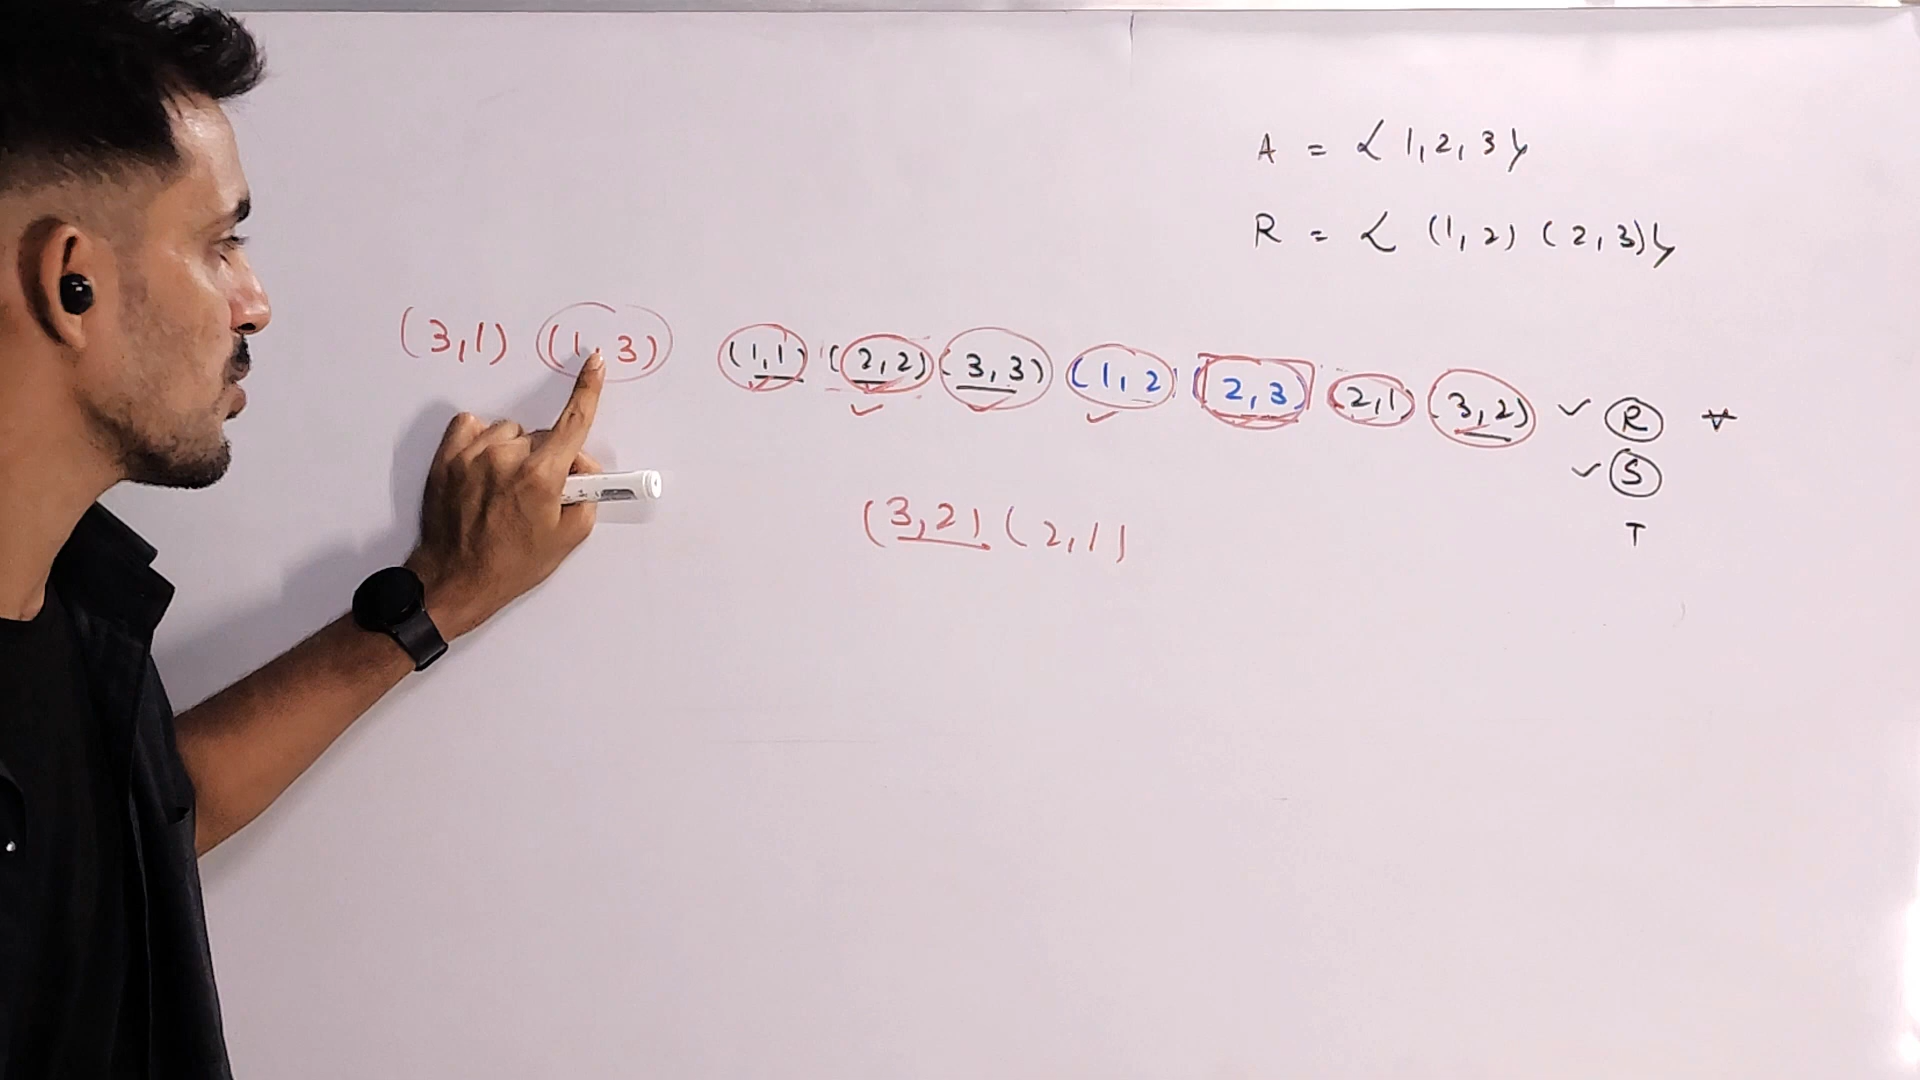 A = { 1, 2, 3 }
R = { (1, 2) (2, 3) }
(3,1) (1,3) (1,1) (2,2) (3,3) (1,2 (2,3) (2,1) (3,2) ✓ R ∀
✓ S
T
(3,2) (2,1)